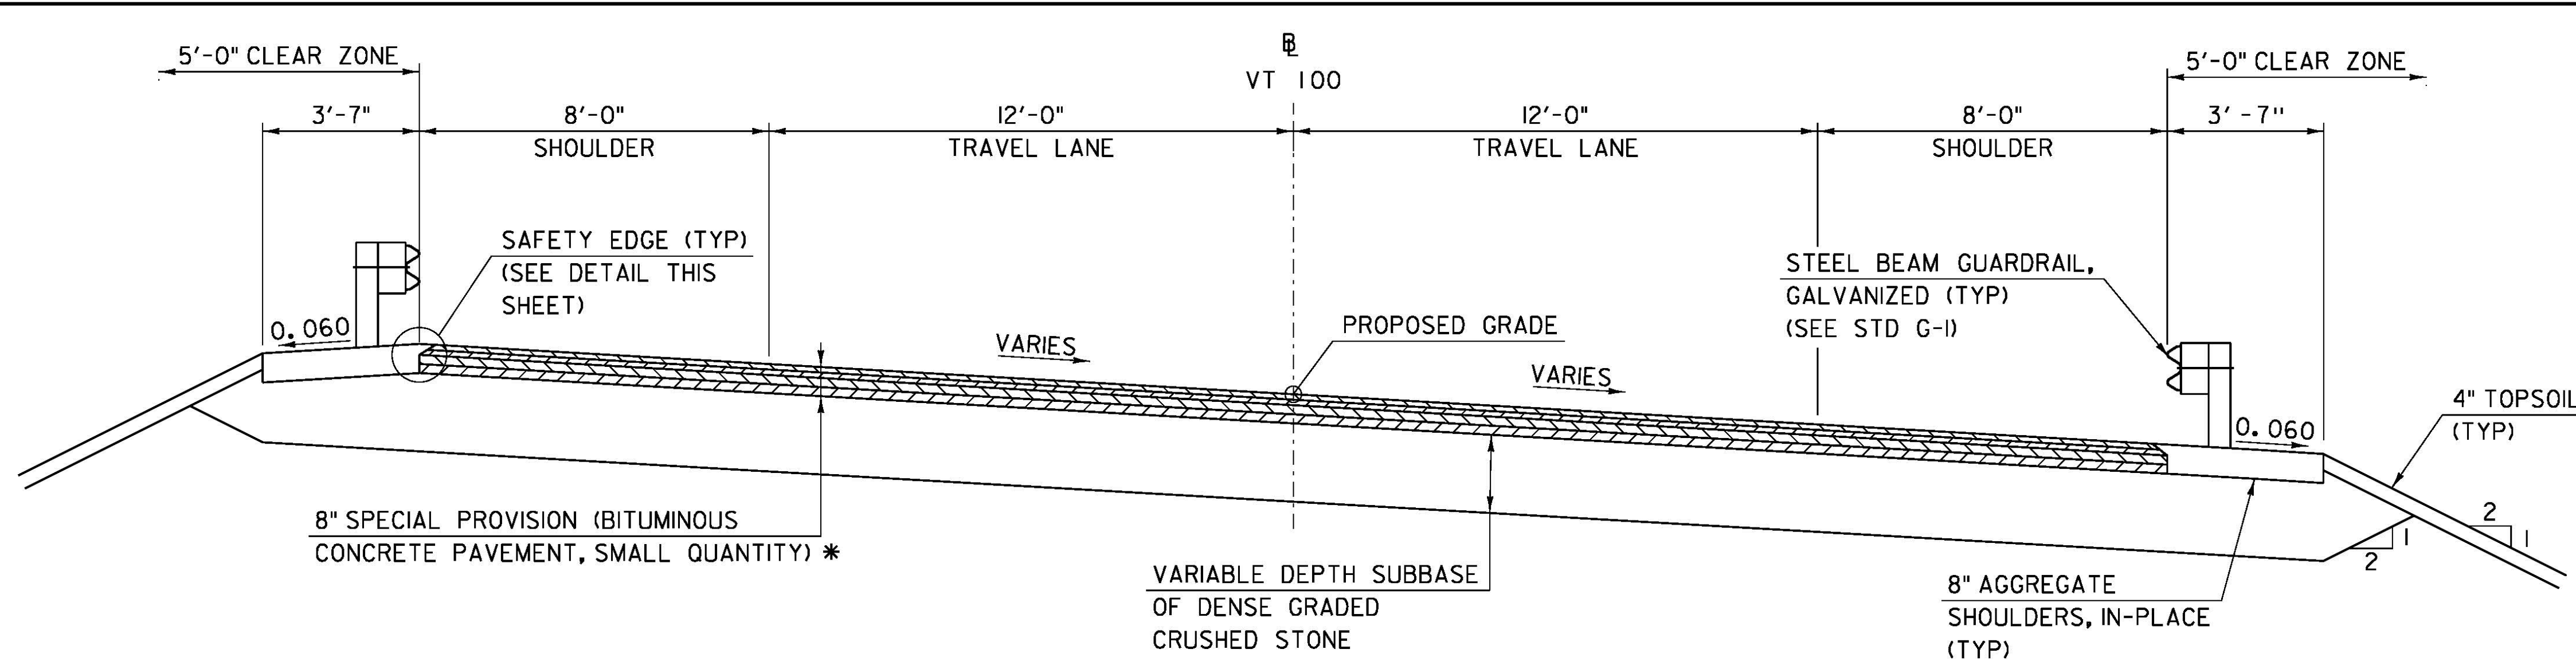 5'-0" CLEAR ZONE
BL
VT 100
5'-0" CLEAR ZONE
3'-7"
8'-0"
12'-0"
12'-0"
8'-0"
3'-7"
SHOULDER
TRAVEL LANE
TRAVEL LANE
SHOULDER
SAFETY EDGE (TYP)
(SEE DETAIL THIS
SHEET)
STEEL BEAM GUARDRAIL,
GALVANIZED (TYP)
(SEE STD G-1)
0.060
VARIES
PROPOSED GRADE
VARIES
4" TOPSOIL
(TYP)
0.060
2
1
1
2
8" SPECIAL PROVISION (BITUMINOUS
CONCRETE PAVEMENT, SMALL QUANTITY) *
VARIABLE DEPTH SUBBASE
OF DENSE GRADED
CRUSHED STONE
8" AGGREGATE
SHOULDERS, IN-PLACE
(TYP)